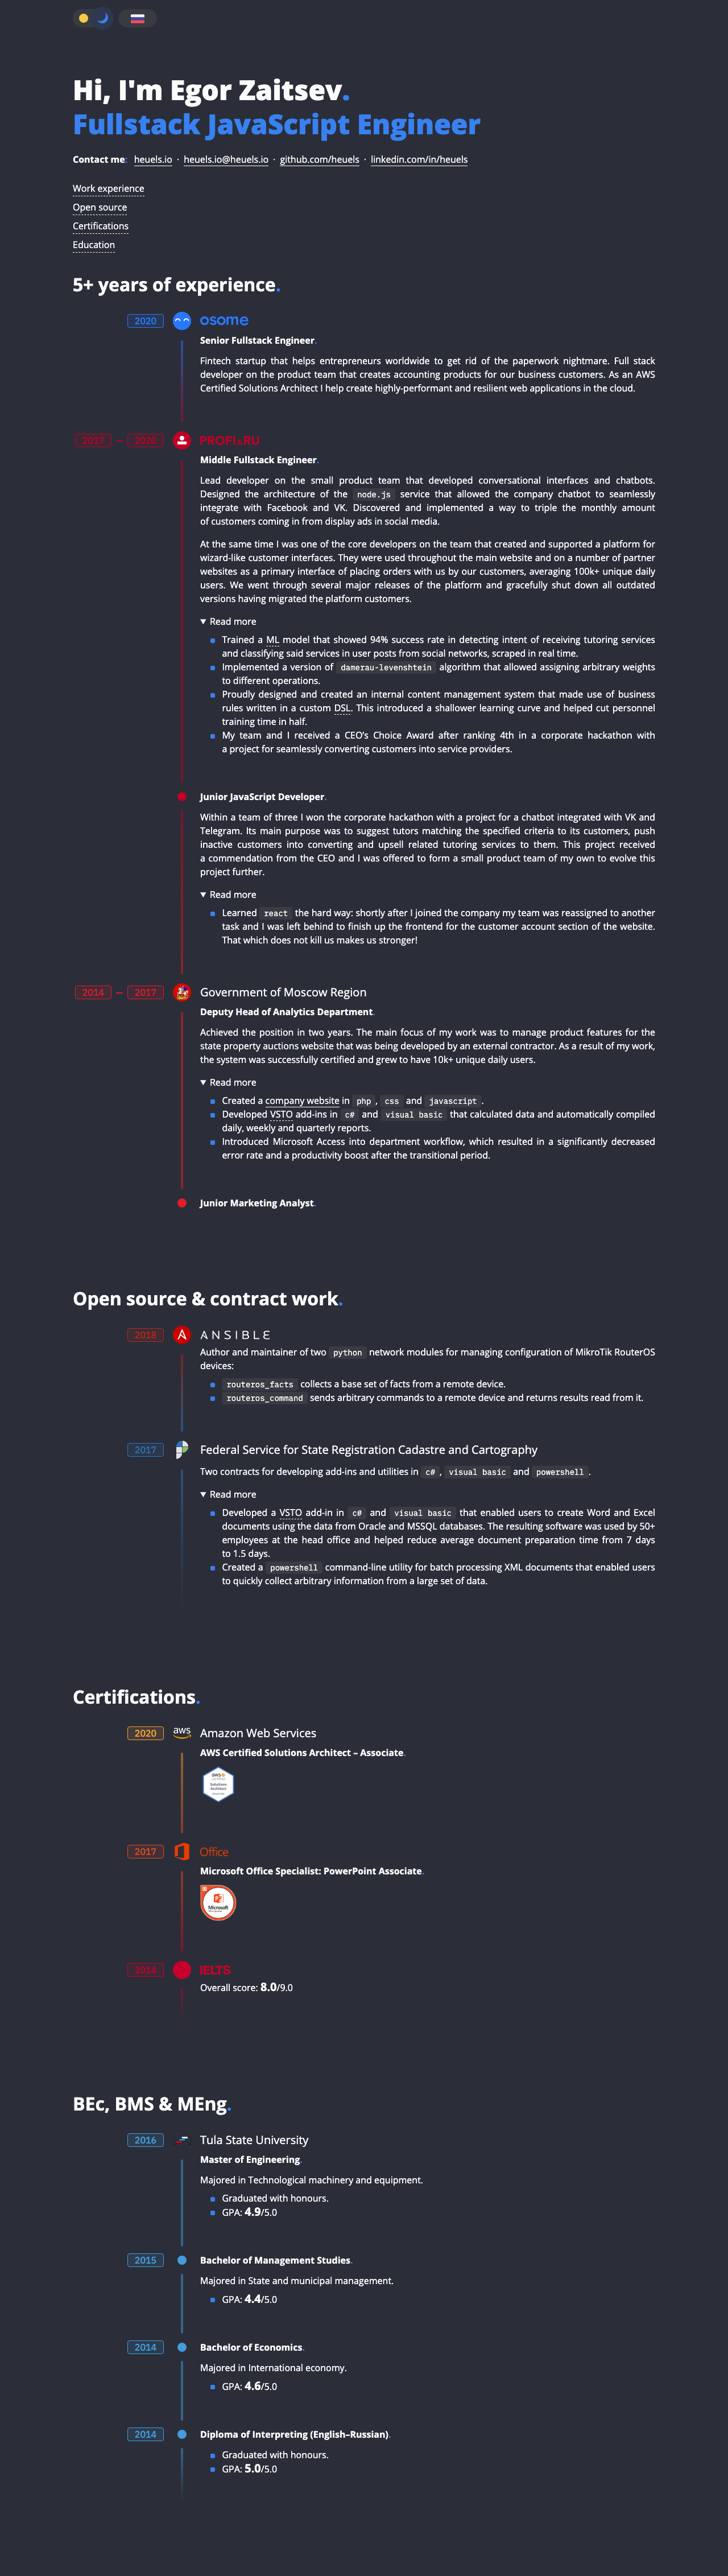 Hi, I'm Egor Zaitsev.
Fullstack JavaScript Engineer
Contact me: heuels.io · heuels.io@heuels.io · github.com/heuels · linkedin.com/in/heuels
Work experience
Open source
Certifications
Education
5+ years of experience.
2020 osome
Senior Fullstack Engineer.
Fintech startup that helps entrepreneurs worldwide to get rid of the paperwork nightmare. Full stack
developer on the product team that creates accounting products for our business customers. As an AWS
Certified Solutions Architect I help create highly-performant and resilient web applications in the cloud.
2017 — 2020 PROFI.RU
Middle Fullstack Engineer.
Lead developer on the small product team that developed conversational interfaces and chatbots.
Designed the architecture of the node.js service that allowed the company chatbot to seamlessly
integrate with Facebook and VK. Discovered and implemented a way to triple the monthly amount
of customers coming in from display ads in social media.
At the same time I was one of the core developers on the team that created and supported a platform for
wizard-like customer interfaces. They were used throughout the main website and on a number of partner
websites as a primary interface of placing orders with us by our customers, averaging 100k+ unique daily
users. We went through several major releases of the platform and gracefully shut down all outdated
versions having migrated the platform customers.
▼ Read more
Trained a ML model that showed 94% success rate in detecting intent of receiving tutoring services
and classifying said services in user posts from social networks, scraped in real time.
Implemented a version of damerau-levenshtein algorithm that allowed assigning arbitrary weights
to different operations.
Proudly designed and created an internal content management system that made use of business
rules written in a custom DSL. This introduced a shallower learning curve and helped cut personnel
training time in half.
My team and I received a CEO's Choice Award after ranking 4th in a corporate hackathon with
a project for seamlessly converting customers into service providers.
Junior JavaScript Developer.
Within a team of three I won the corporate hackathon with a project for a chatbot integrated with VK and
Telegram. Its main purpose was to suggest tutors matching the specified criteria to its customers, push
inactive customers into converting and upsell related tutoring services to them. This project received
a commendation from the CEO and I was offered to form a small product team of my own to evolve this
project further.
▼ Read more
Learned react the hard way: shortly after I joined the company my team was reassigned to another
task and I was left behind to finish up the frontend for the customer account section of the website.
That which does not kill us makes us stronger!
2014 — 2017 Government of Moscow Region
Deputy Head of Analytics Department.
Achieved the position in two years. The main focus of my work was to manage product features for the
state property auctions website that was being developed by an external contractor. As a result of my work,
the system was successfully certified and grew to have 10k+ unique daily users.
▼ Read more
Created a company website in php, css and javascript.
Developed VSTO add-ins in c# and visual basic that calculated data and automatically compiled
daily, weekly and quarterly reports.
Introduced Microsoft Access into department workflow, which resulted in a significantly decreased
error rate and a productivity boost after the transitional period.
Junior Marketing Analyst.
Open source & contract work.
2018 ANSIBLE
Author and maintainer of two python network modules for managing configuration of MikroTik RouterOS
devices:
routeros_facts collects a base set of facts from a remote device.
routeros_command sends arbitrary commands to a remote device and returns results read from it.
2017 Federal Service for State Registration Cadastre and Cartography
Two contracts for developing add-ins and utilities in c#, visual basic and powershell.
▼ Read more
Developed a VSTO add-in in c# and visual basic that enabled users to create Word and Excel
documents using the data from Oracle and MSSQL databases. The resulting software was used by 50+
employees at the head office and helped reduce average document preparation time from 7 days
to 1.5 days.
Created a powershell command-line utility for batch processing XML documents that enabled users
to quickly collect arbitrary information from a large set of data.
Certifications.
2020 aws Amazon Web Services
AWS Certified Solutions Architect – Associate.
aws
Solutions
Architect
2017 Office
Microsoft Office Specialist: PowerPoint Associate.
Microsoft
2014 IELTS
Overall score: 8.0/9.0
BEc, BMS & MEng.
2016 Tula State University
Master of Engineering.
Majored in Technological machinery and equipment.
Graduated with honours.
GPA: 4.9/5.0
2015 Bachelor of Management Studies.
Majored in State and municipal management.
GPA: 4.4/5.0
2014 Bachelor of Economics.
Majored in International economy.
GPA: 4.6/5.0
2014 Diploma of Interpreting (English–Russian).
Graduated with honours.
GPA: 5.0/5.0